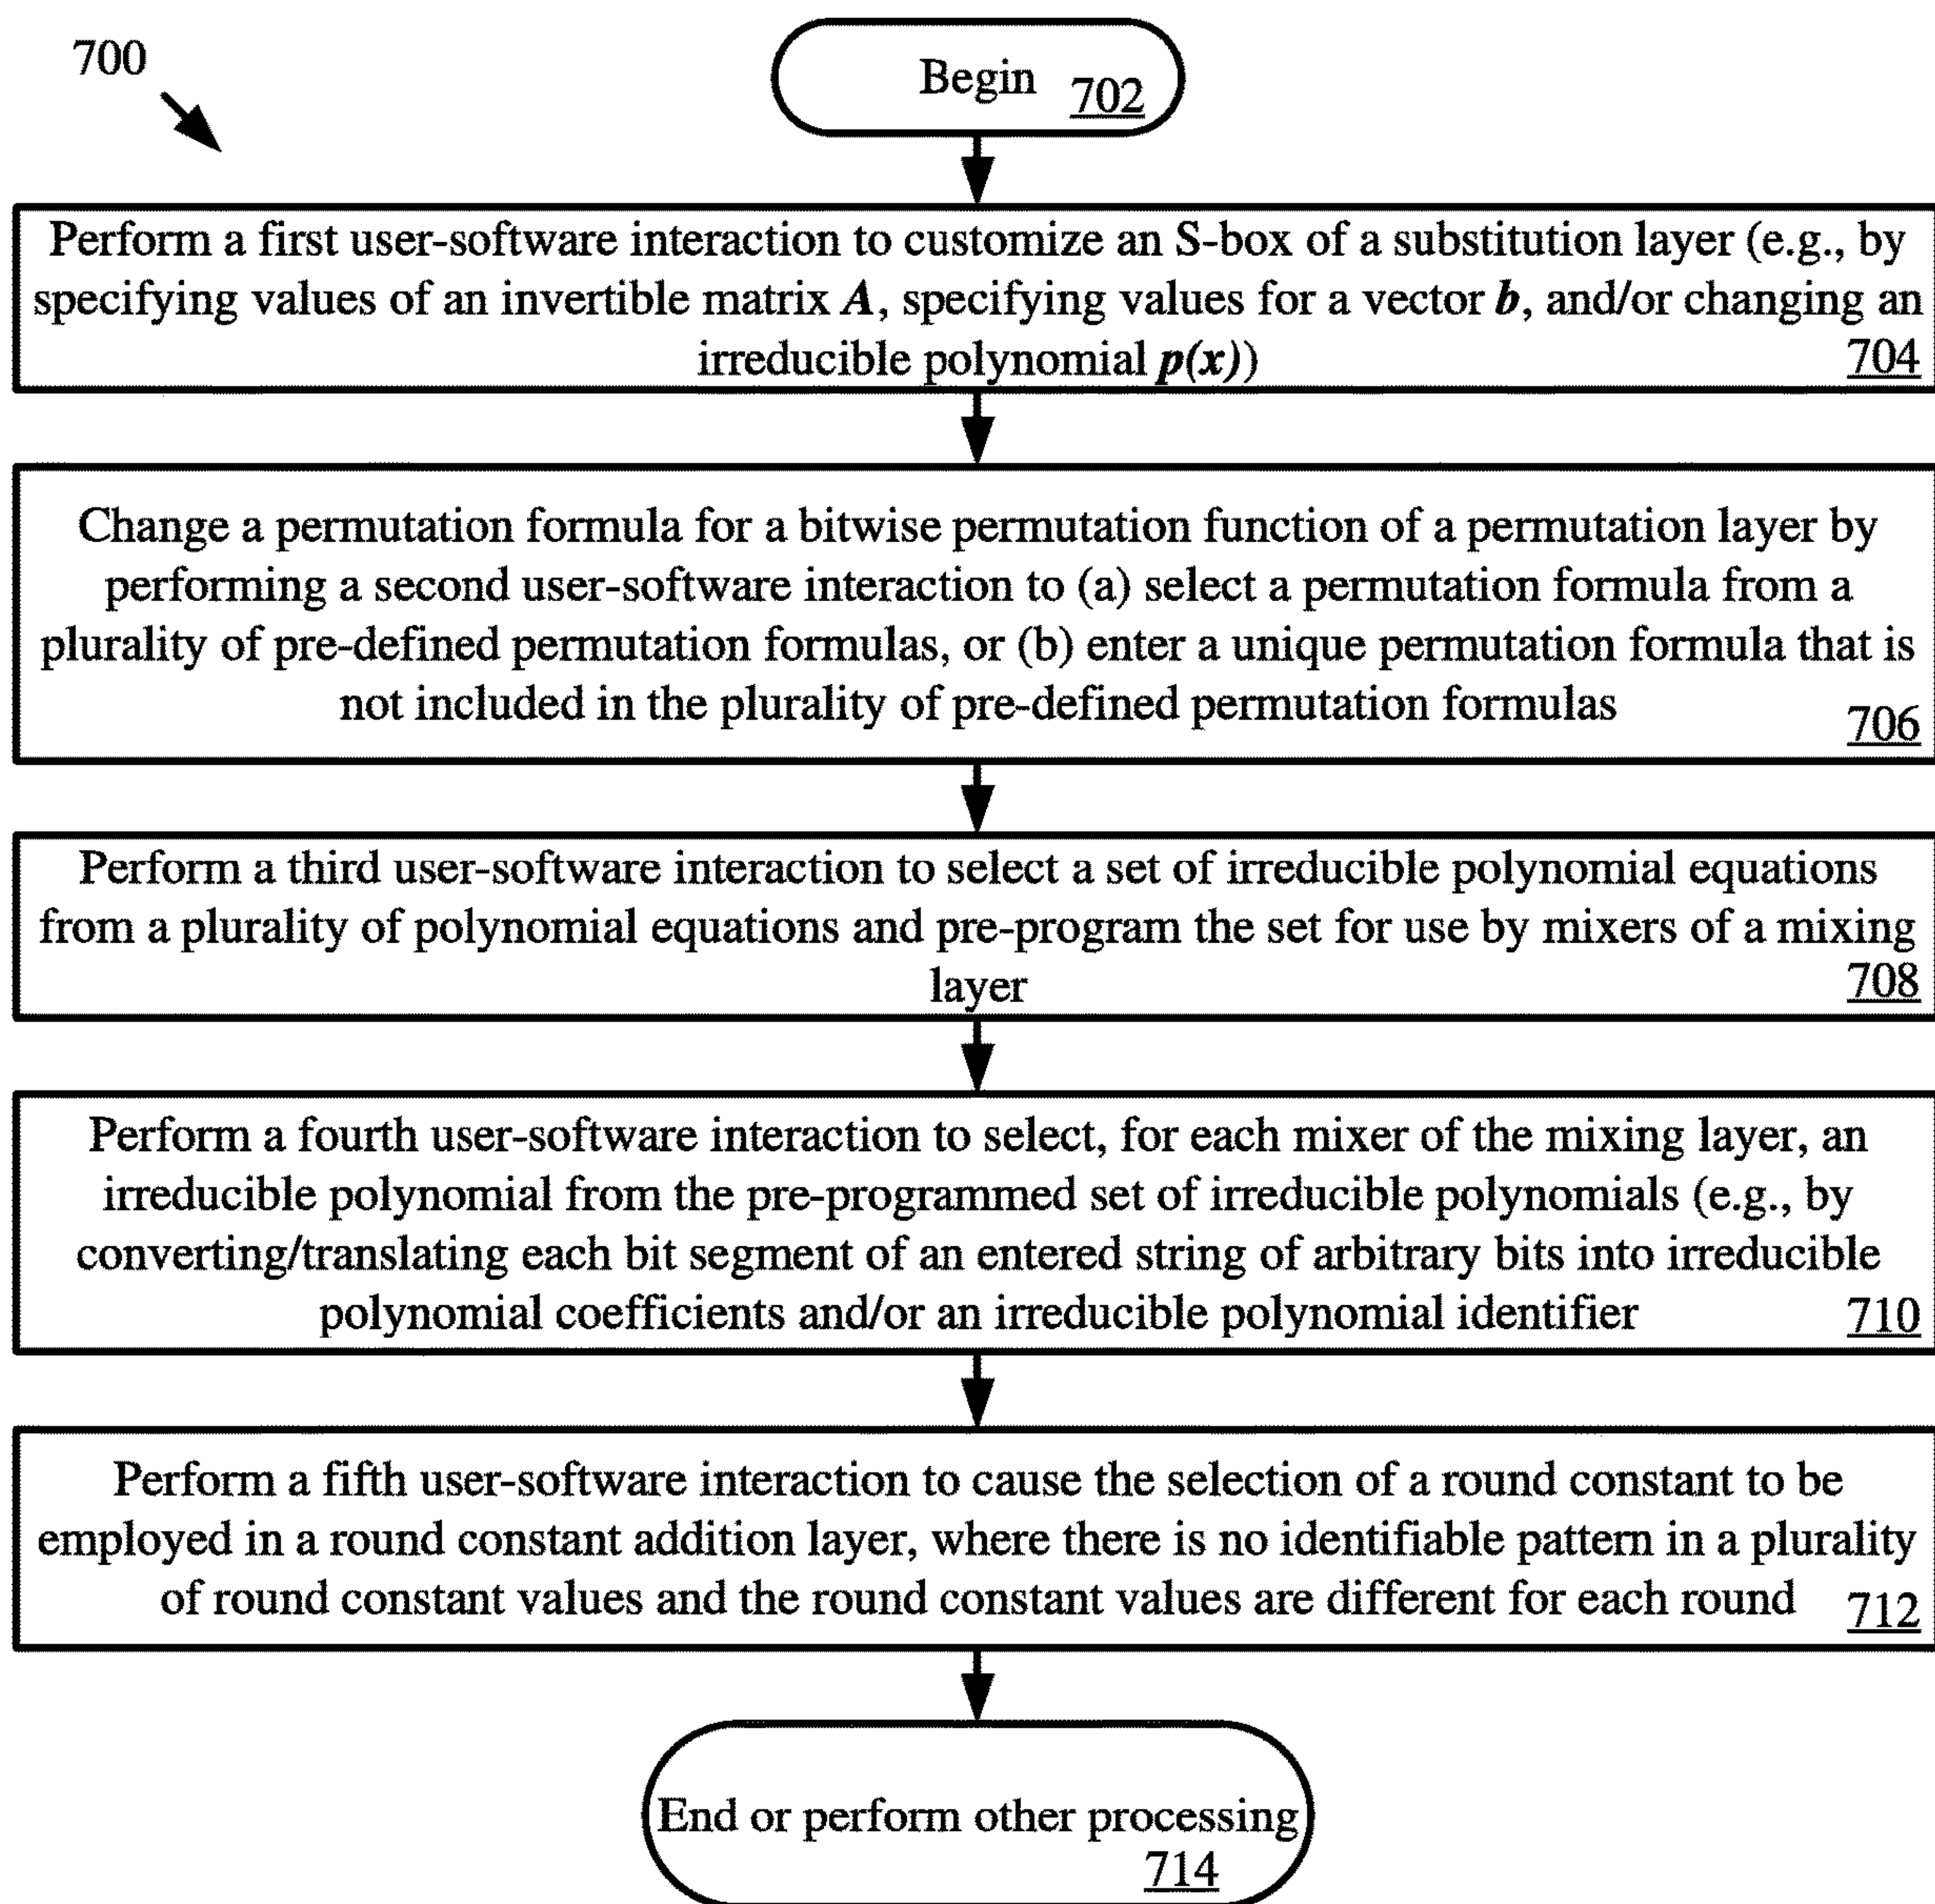 700
Begin 702
Perform a first user-software interaction to customize an S-box of a substitution layer (e.g., by
specifying values of an invertible matrix A, specifying values for a vector b, and/or changing an
irreducible polynomial p(x))
704
Change a permutation formula for a bitwise permutation function of a permutation layer by
performing a second user-software interaction to (a) select a permutation formula from a
plurality of pre-defined permutation formulas, or (b) enter a unique permutation formula that is
not included in the plurality of pre-defined permutation formulas
706
Perform a third user-software interaction to select a set of irreducible polynomial equations
from a plurality of polynomial equations and pre-program the set for use by mixers of a mixing
layer
708
Perform a fourth user-software interaction to select, for each mixer of the mixing layer, an
irreducible polynomial from the pre-programmed set of irreducible polynomials (e.g., by
converting/translating each bit segment of an entered string of arbitrary bits into irreducible
polynomial coefficients and/or an irreducible polynomial identifier
710
Perform a fifth user-software interaction to cause the selection of a round constant to be
employed in a round constant addition layer, where there is no identifiable pattern in a plurality
of round constant values and the round constant values are different for each round
712
End or perform other processing
714